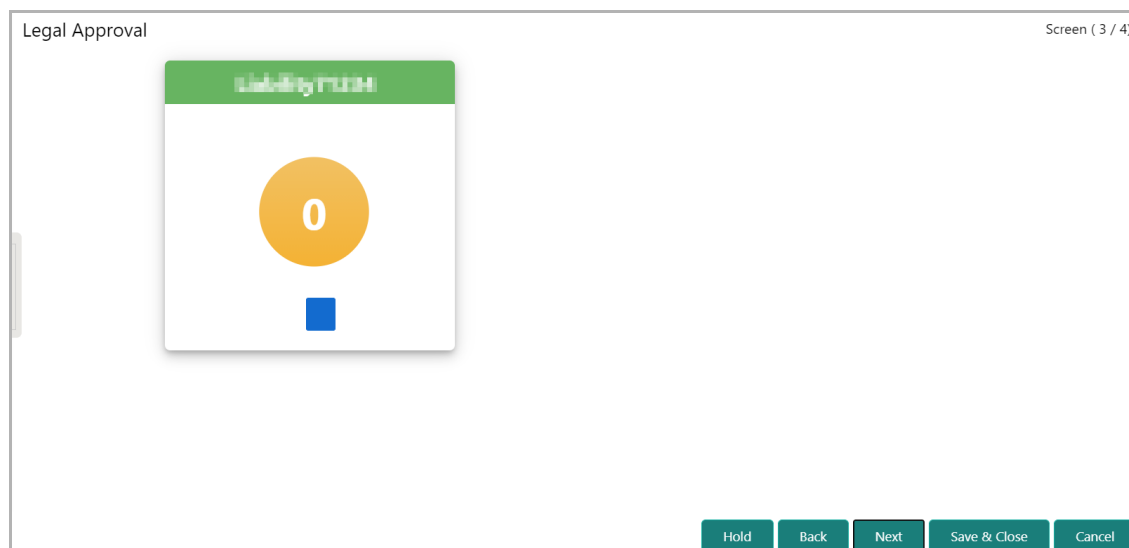 Legal Approval
Screen ( 3 / 4)
0
Hold
Back
Next
Save & Close
Cancel